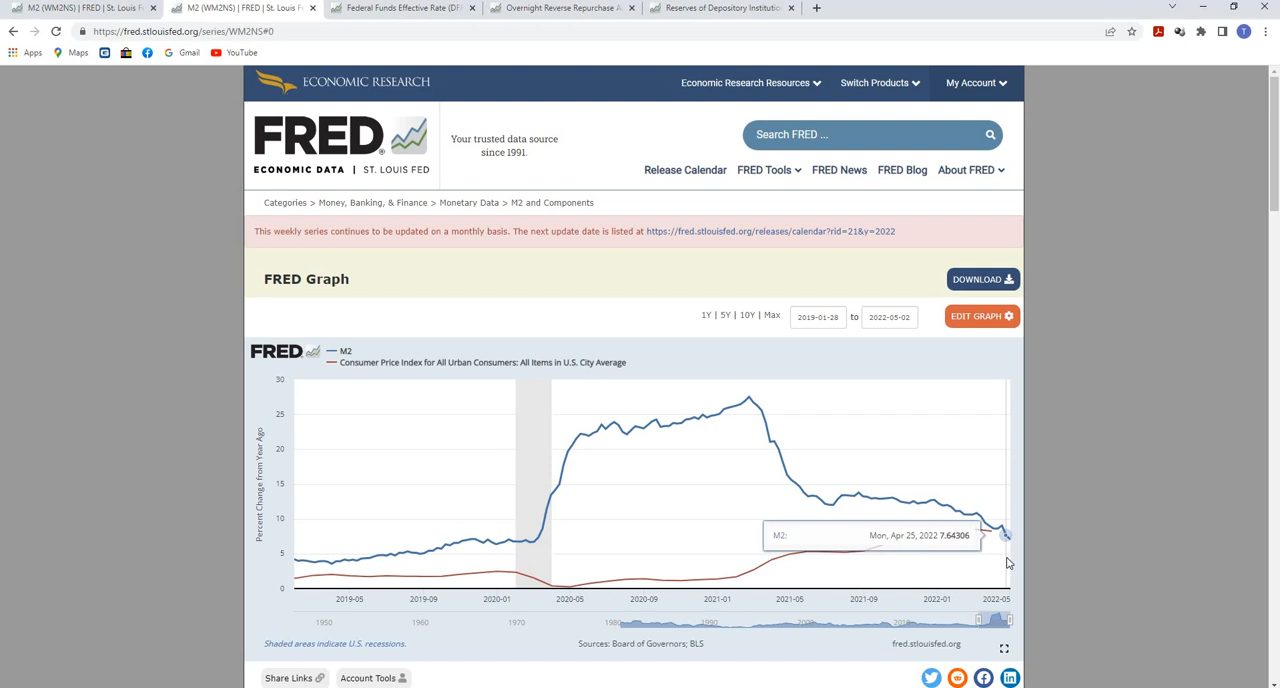 M2 (WM2NS) | FRED | St. Louis F
M2 (WM2NS) | FRED | St. Louis F
Federal Funds Effective Rate (DF
Overnight Reverse Repurchase A
Reserves of Depository Institutio
https://fred.stlouisfed.org/series/WM2NS#0
T
Apps
Maps
Gmail
YouTube
ECONOMIC RESEARCH
Economic Research Resources
Switch Products
My Account
FRED
ECONOMIC DATA | ST. LOUIS FED
Your trusted data source
since 1991.
Search FRED ...
Release Calendar
FRED Tools
FRED News
FRED Blog
About FRED
Categories > Money, Banking, & Finance > Monetary Data > M2 and Components
This weekly series continues to be updated on a monthly basis. The next update date is listed at https://fred.stlouisfed.org/releases/calendar?rid=21&y=2022
FRED Graph
DOWNLOAD
1Y | 5Y | 10Y | Max
2019-01-28
to
2022-05-02
EDIT GRAPH
FRED
M2
Consumer Price Index for All Urban Consumers: All Items in U.S. City Average
Percent Change from Year Ago
30
25
20
15
10
5
0
M2:
Mon, Apr 25, 2022 7.64306
2019-05
2019-09
2020-01
2020-05
2020-09
2021-01
2021-05
2021-09
2022-01
2022-05
1950
1960
1970
1980
1990
Shaded areas indicate U.S. recessions.
Sources: Board of Governors; BLS
fred.stlouisfed.org
Share Links
Account Tools